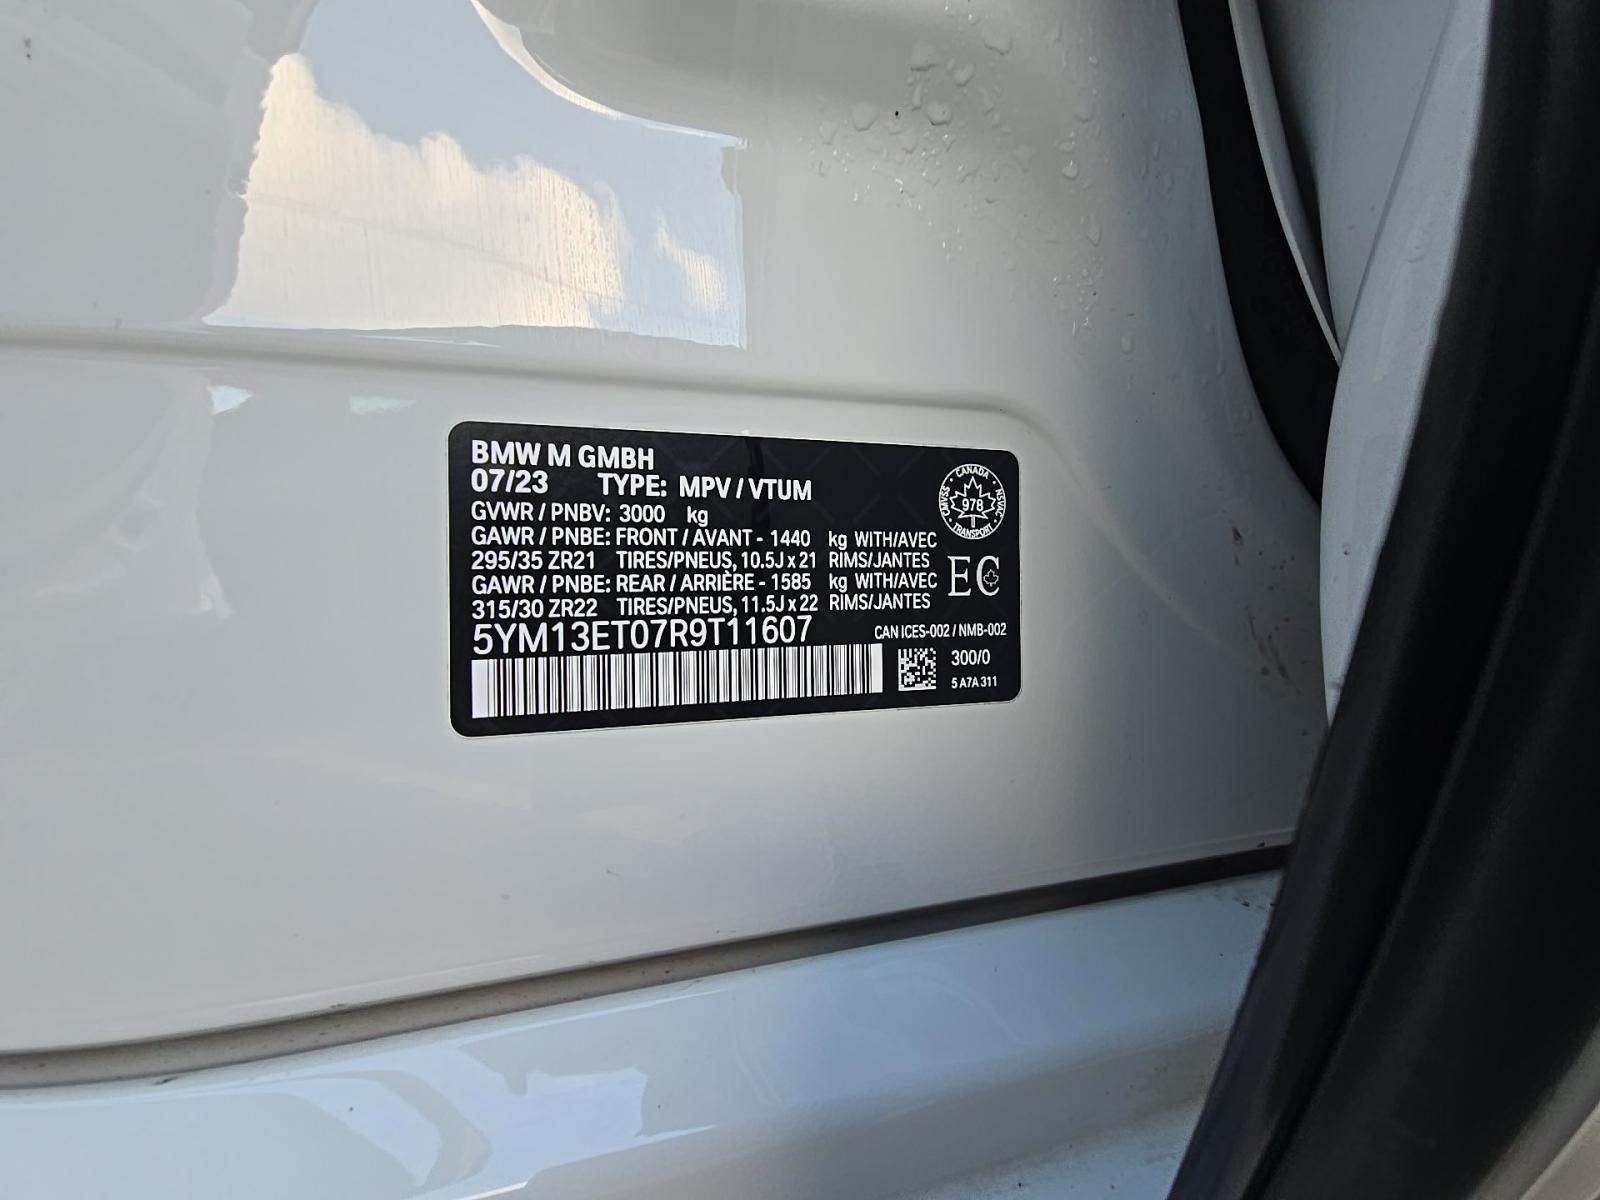 BMW M GMBH
07/23 TYPE: MPV / VTUM
GVWR / PNBV: 3000 kg
GAWR / PNBE: FRONT / AVANT - 1440 kg WITH/AVEC
295/35 ZR21 TIRES/PNEUS, 10.5J x 21 RIMS/JANTES
GAWR / PNBE: REAR / ARRIÈRE - 1585 kg WITH/AVEC
315/30 ZR22 TIRES/PNEUS, 11.5J x 22 RIMS/JANTES
5YM13ET07R9T11607
CANADA
CMVSS 978 NSVAC
TRANSPORT
EC
CAN ICES-002 / NMB-002
300/0
5 A7A 311